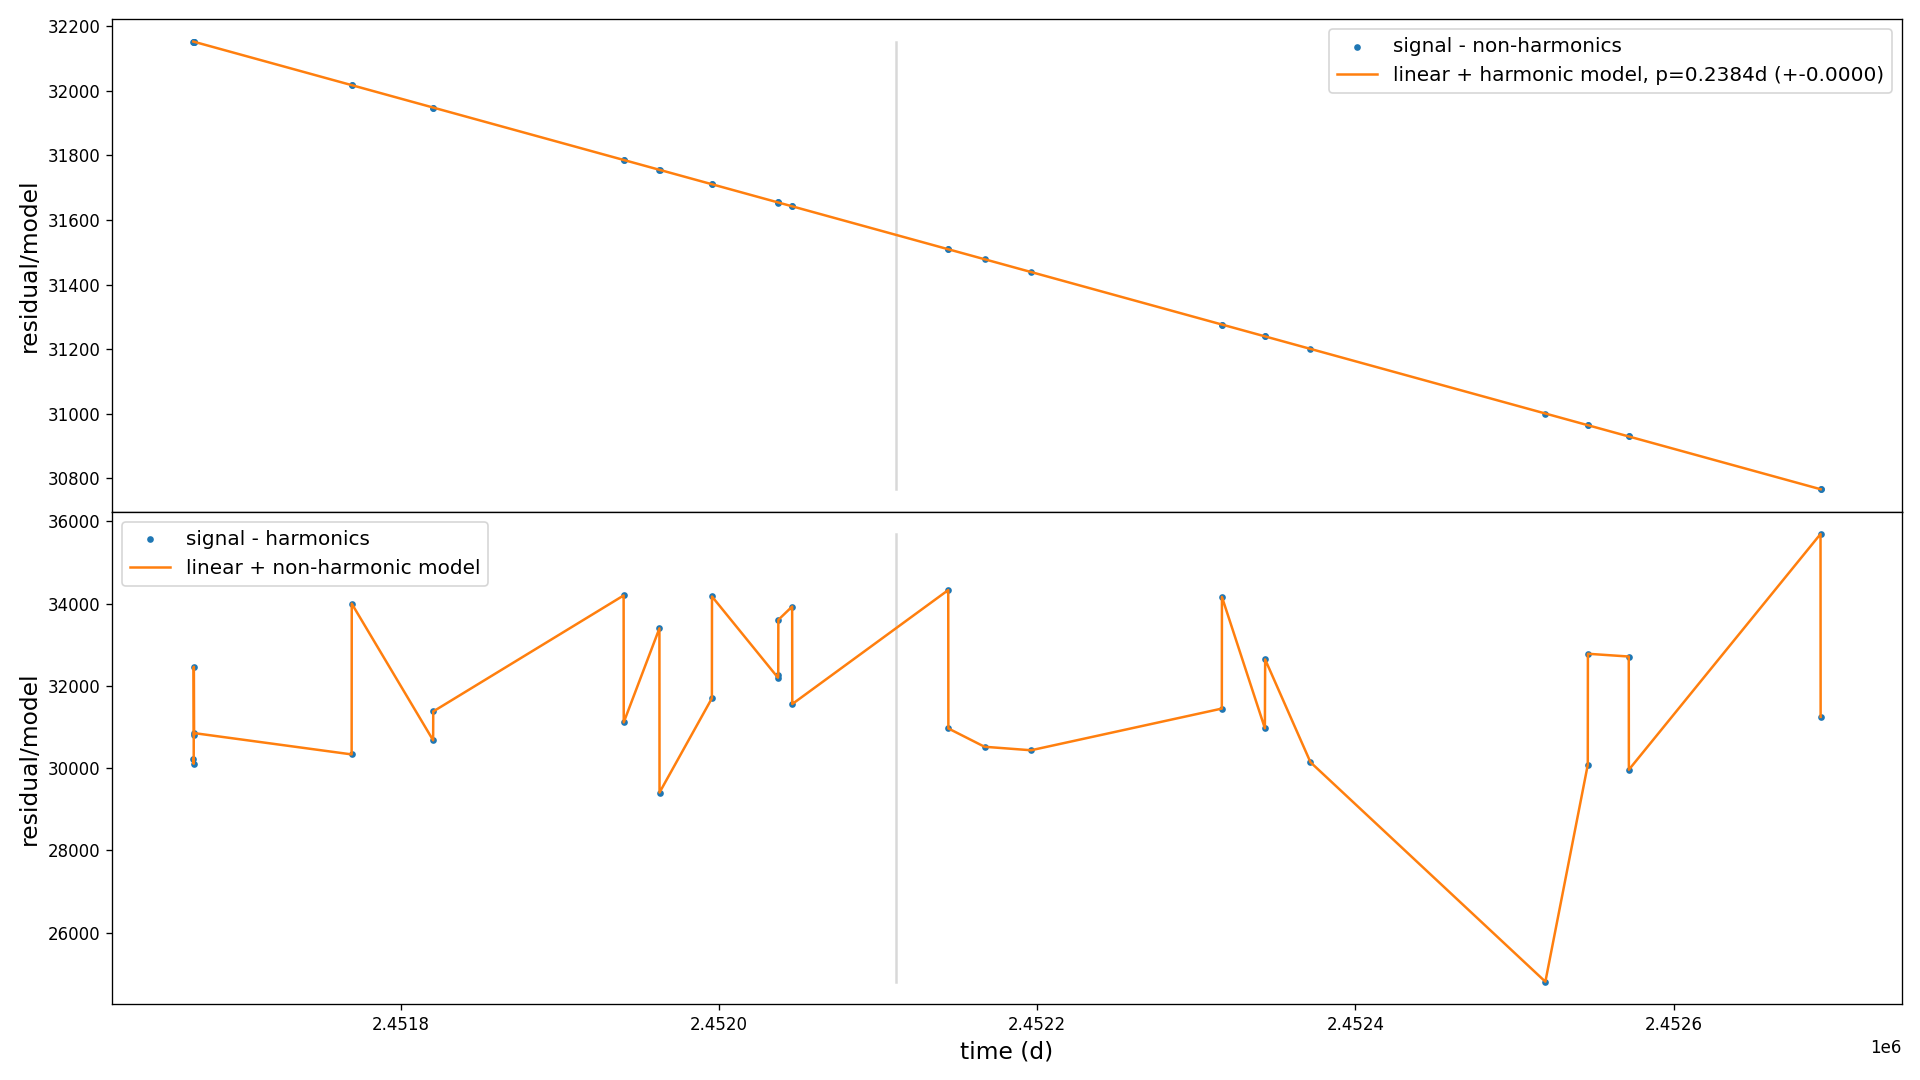 32200
32000
31800
31600
31400
31200
31000
30800
residual/model
signal - non-harmonics
linear + harmonic model, p=0.2384d (+-0.0000)
36000
34000
32000
30000
28000
26000
residual/model
signal - harmonics
linear + non-harmonic model
2.4518
2.4520
2.4522
2.4524
2.4526
1e6
time (d)